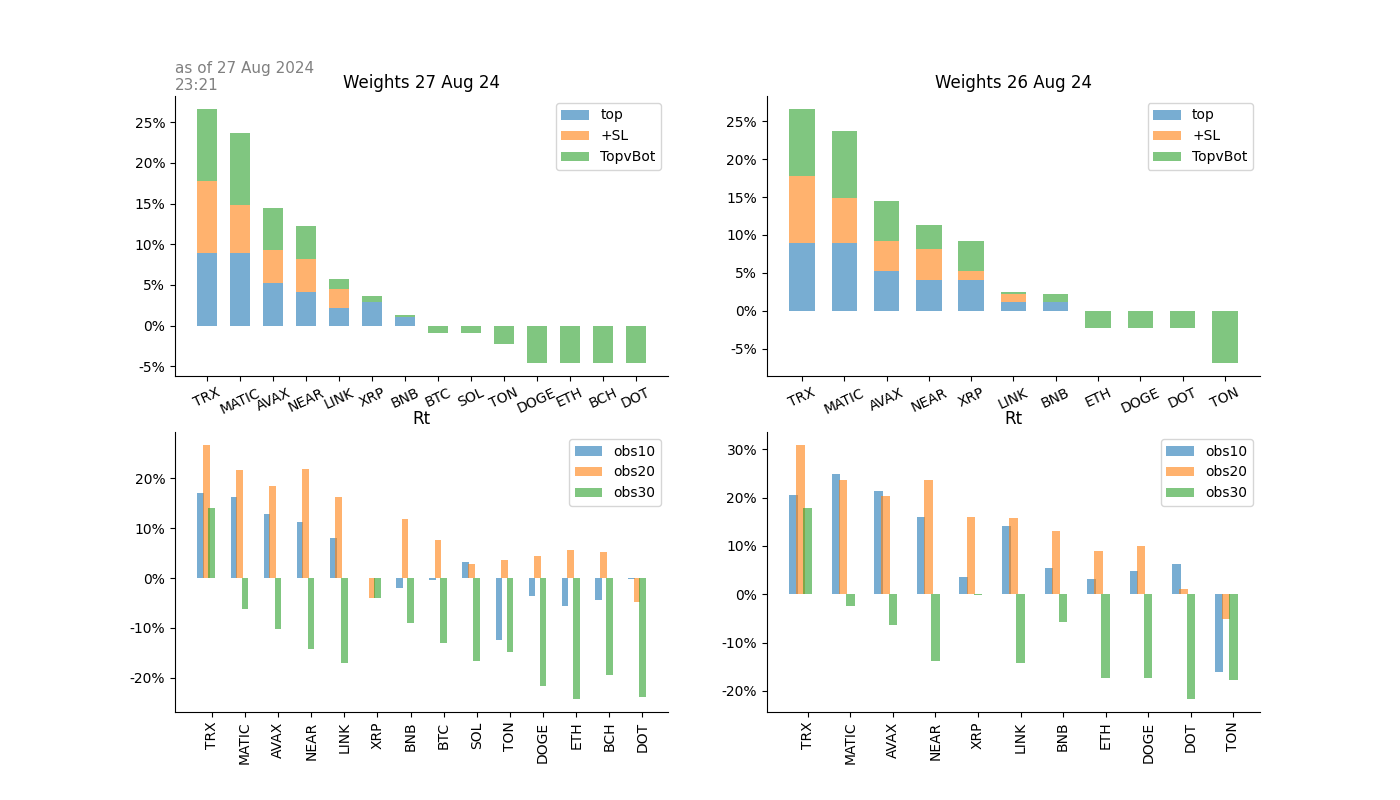 as of 27 Aug 2024
23:21
Weights 27 Aug 24
25%
20%
15%
10%
5%
0%
-5%
top
+SL
TopvBot
TRX MATIC AVAX NEAR LINK XRP BNB BTC SOL TON DOGE ETH BCH DOT
Weights 26 Aug 24
25%
20%
15%
10%
5%
0%
-5%
top
+SL
TopvBot
TRX MATIC AVAX NEAR XRP LINK BNB ETH DOGE DOT TON
Rt
20%
10%
0%
-10%
-20%
obs10
obs20
obs30
TRX MATIC AVAX NEAR LINK XRP BNB BTC SOL TON DOGE ETH BCH DOT
Rt
30%
20%
10%
0%
-10%
-20%
obs10
obs20
obs30
TRX MATIC AVAX NEAR XRP LINK BNB ETH DOGE DOT TON